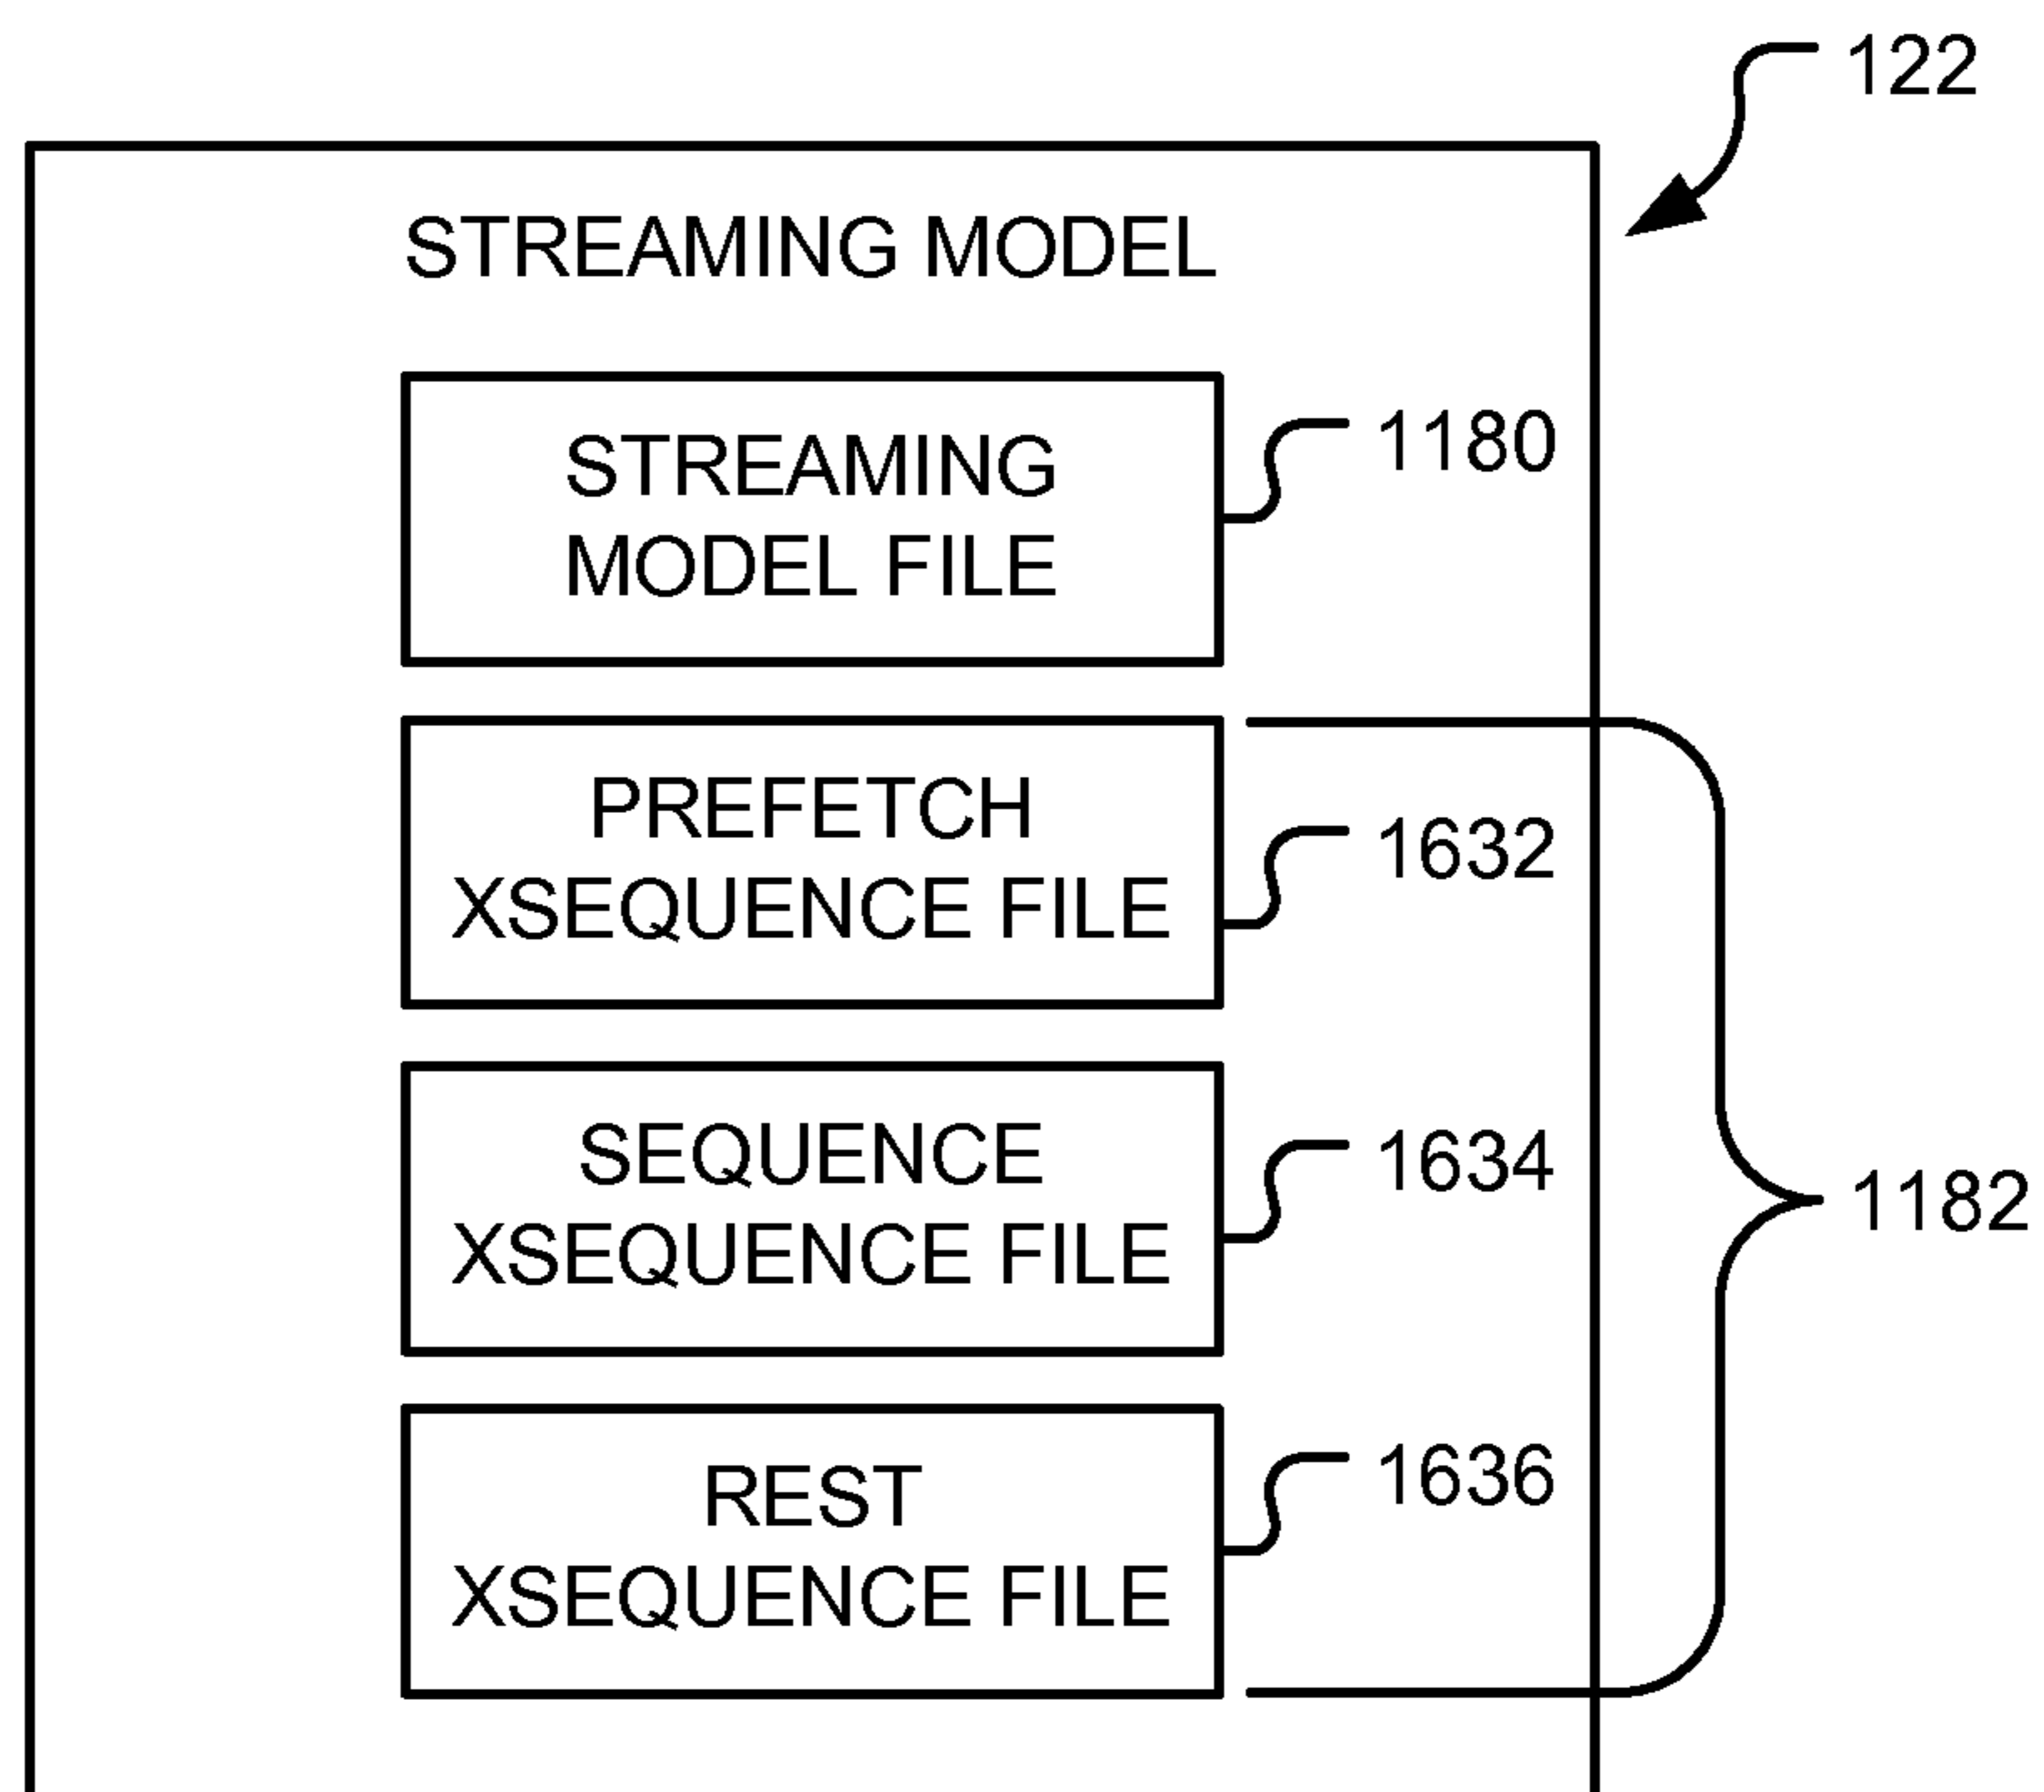 122
STREAMING MODEL
STREAMING
MODEL FILE
1180
PREFETCH
XSEQUENCE FILE
1632
SEQUENCE
XSEQUENCE FILE
1634
1182
REST
XSEQUENCE FILE
1636